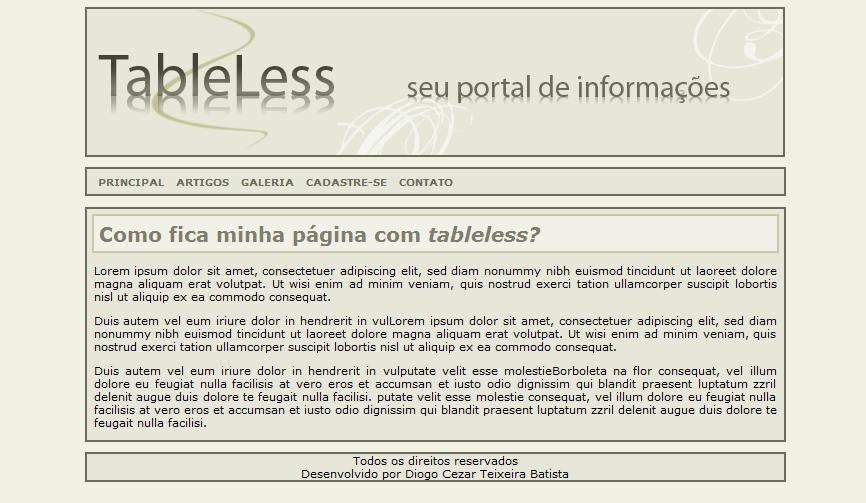 TableLess
seu portal de informações
PRINCIPAL ARTIGOS GALERIA CADASTRE-SE CONTATO
Como fica minha página com tableless?
Lorem ipsum dolor sit amet, consectetuer adipiscing elit, sed diam nonummy nibh euismod tincidunt ut laoreet dolore
magna aliquam erat volutpat. Ut wisi enim ad minim veniam, quis nostrud exerci tation ullamcorper suscipit lobortis
nisl ut aliquip ex ea commodo consequat.
Duis autem vel eum iriure dolor in hendrerit in vulLorem ipsum dolor sit amet, consectetuer adipiscing elit, sed diam
nonummy nibh euismod tincidunt ut laoreet dolore magna aliquam erat volutpat. Ut wisi enim ad minim veniam, quis
nostrud exerci tation ullamcorper suscipit lobortis nisl ut aliquip ex ea commodo consequat.
Duis autem vel eum iriure dolor in hendrerit in vulputate velit esse molestieBorboleta na flor consequat, vel illum
dolore eu feugiat nulla facilisis at vero eros et accumsan et iusto odio dignissim qui blandit praesent luptatum zzril
delenit augue duis dolore te feugait nulla facilisi. putate velit esse molestie consequat, vel illum dolore eu feugiat nulla
facilisis at vero eros et accumsan et iusto odio dignissim qui blandit praesent luptatum zzril delenit augue duis dolore te
feugait nulla facilisi.
Todos os direitos reservados
Desenvolvido por Diogo Cezar Teixeira Batista